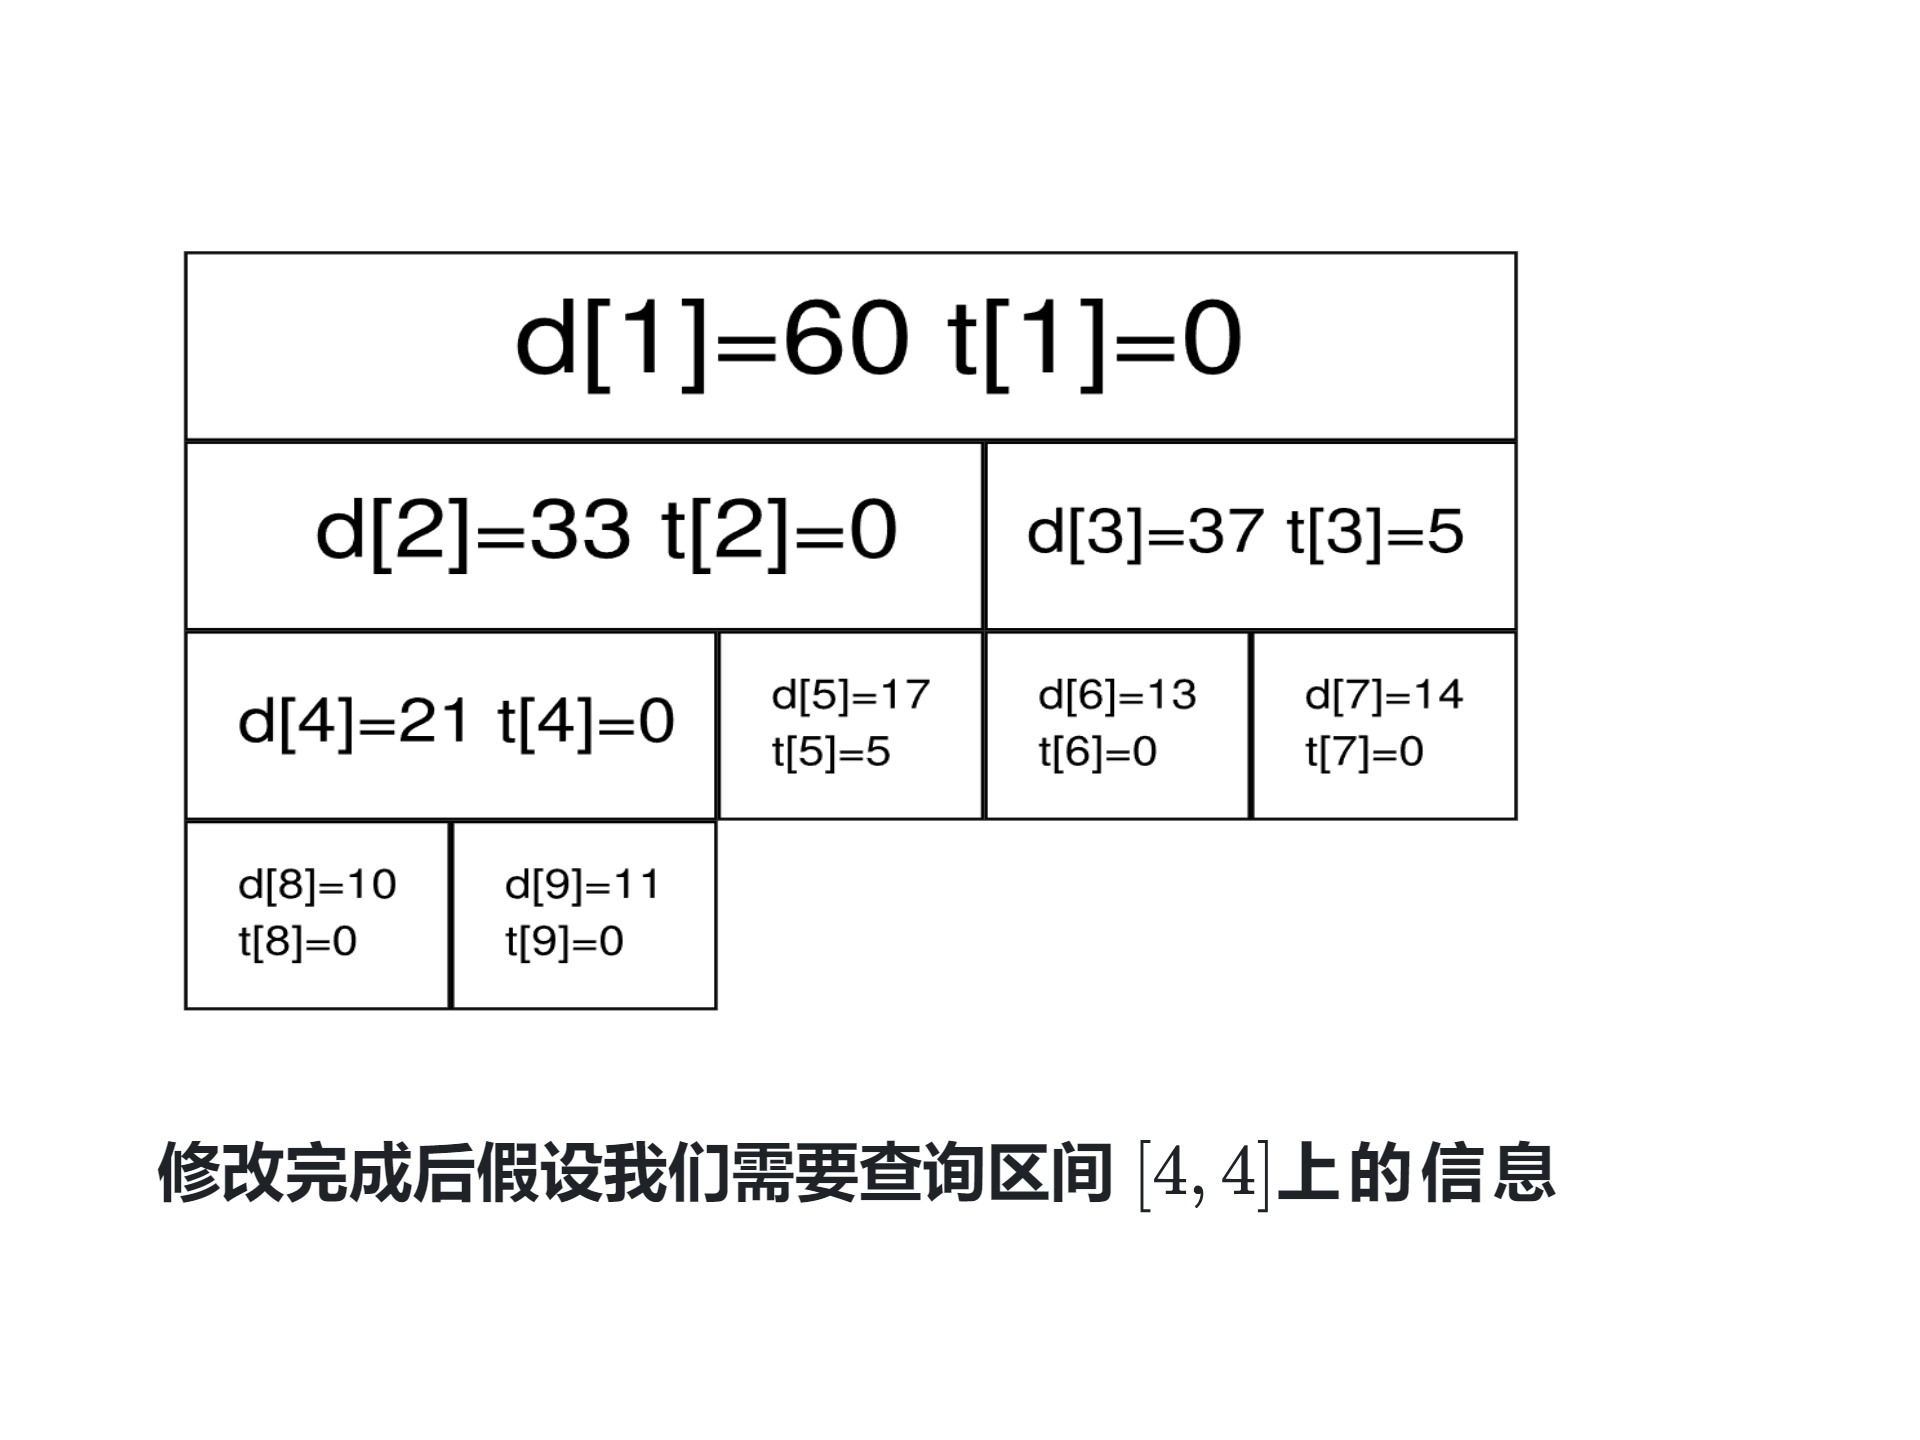 d[1]=60 t[1]=0
d[2]=33 t[2]=0
d[3]=37 t[3]=5
d[4]=21 t[4]=0
d[5]=17
t[5]=5
d[6]=13
t[6]=0
d[7]=14
t[7]=0
d[8]=10
t[8]=0
d[9]=11
t[9]=0
修改完成后假设我们需要查询区间 [4, 4]上的信息